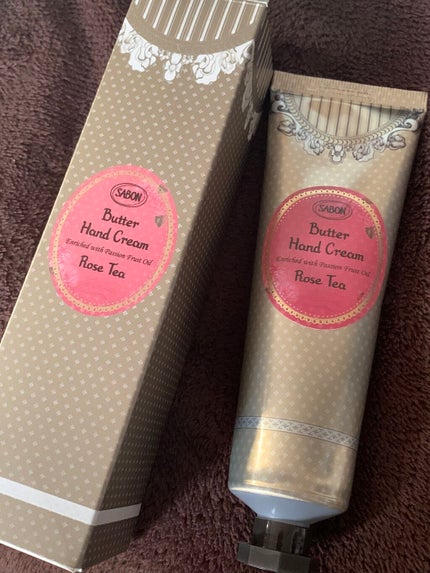 SABON
Butter
Hand Cream
Enriched with Passion Fruit Oil
Rose Tea
SABON
Butter
Hand Cream
Enriched with Passion Fruit Oil
Rose Tea